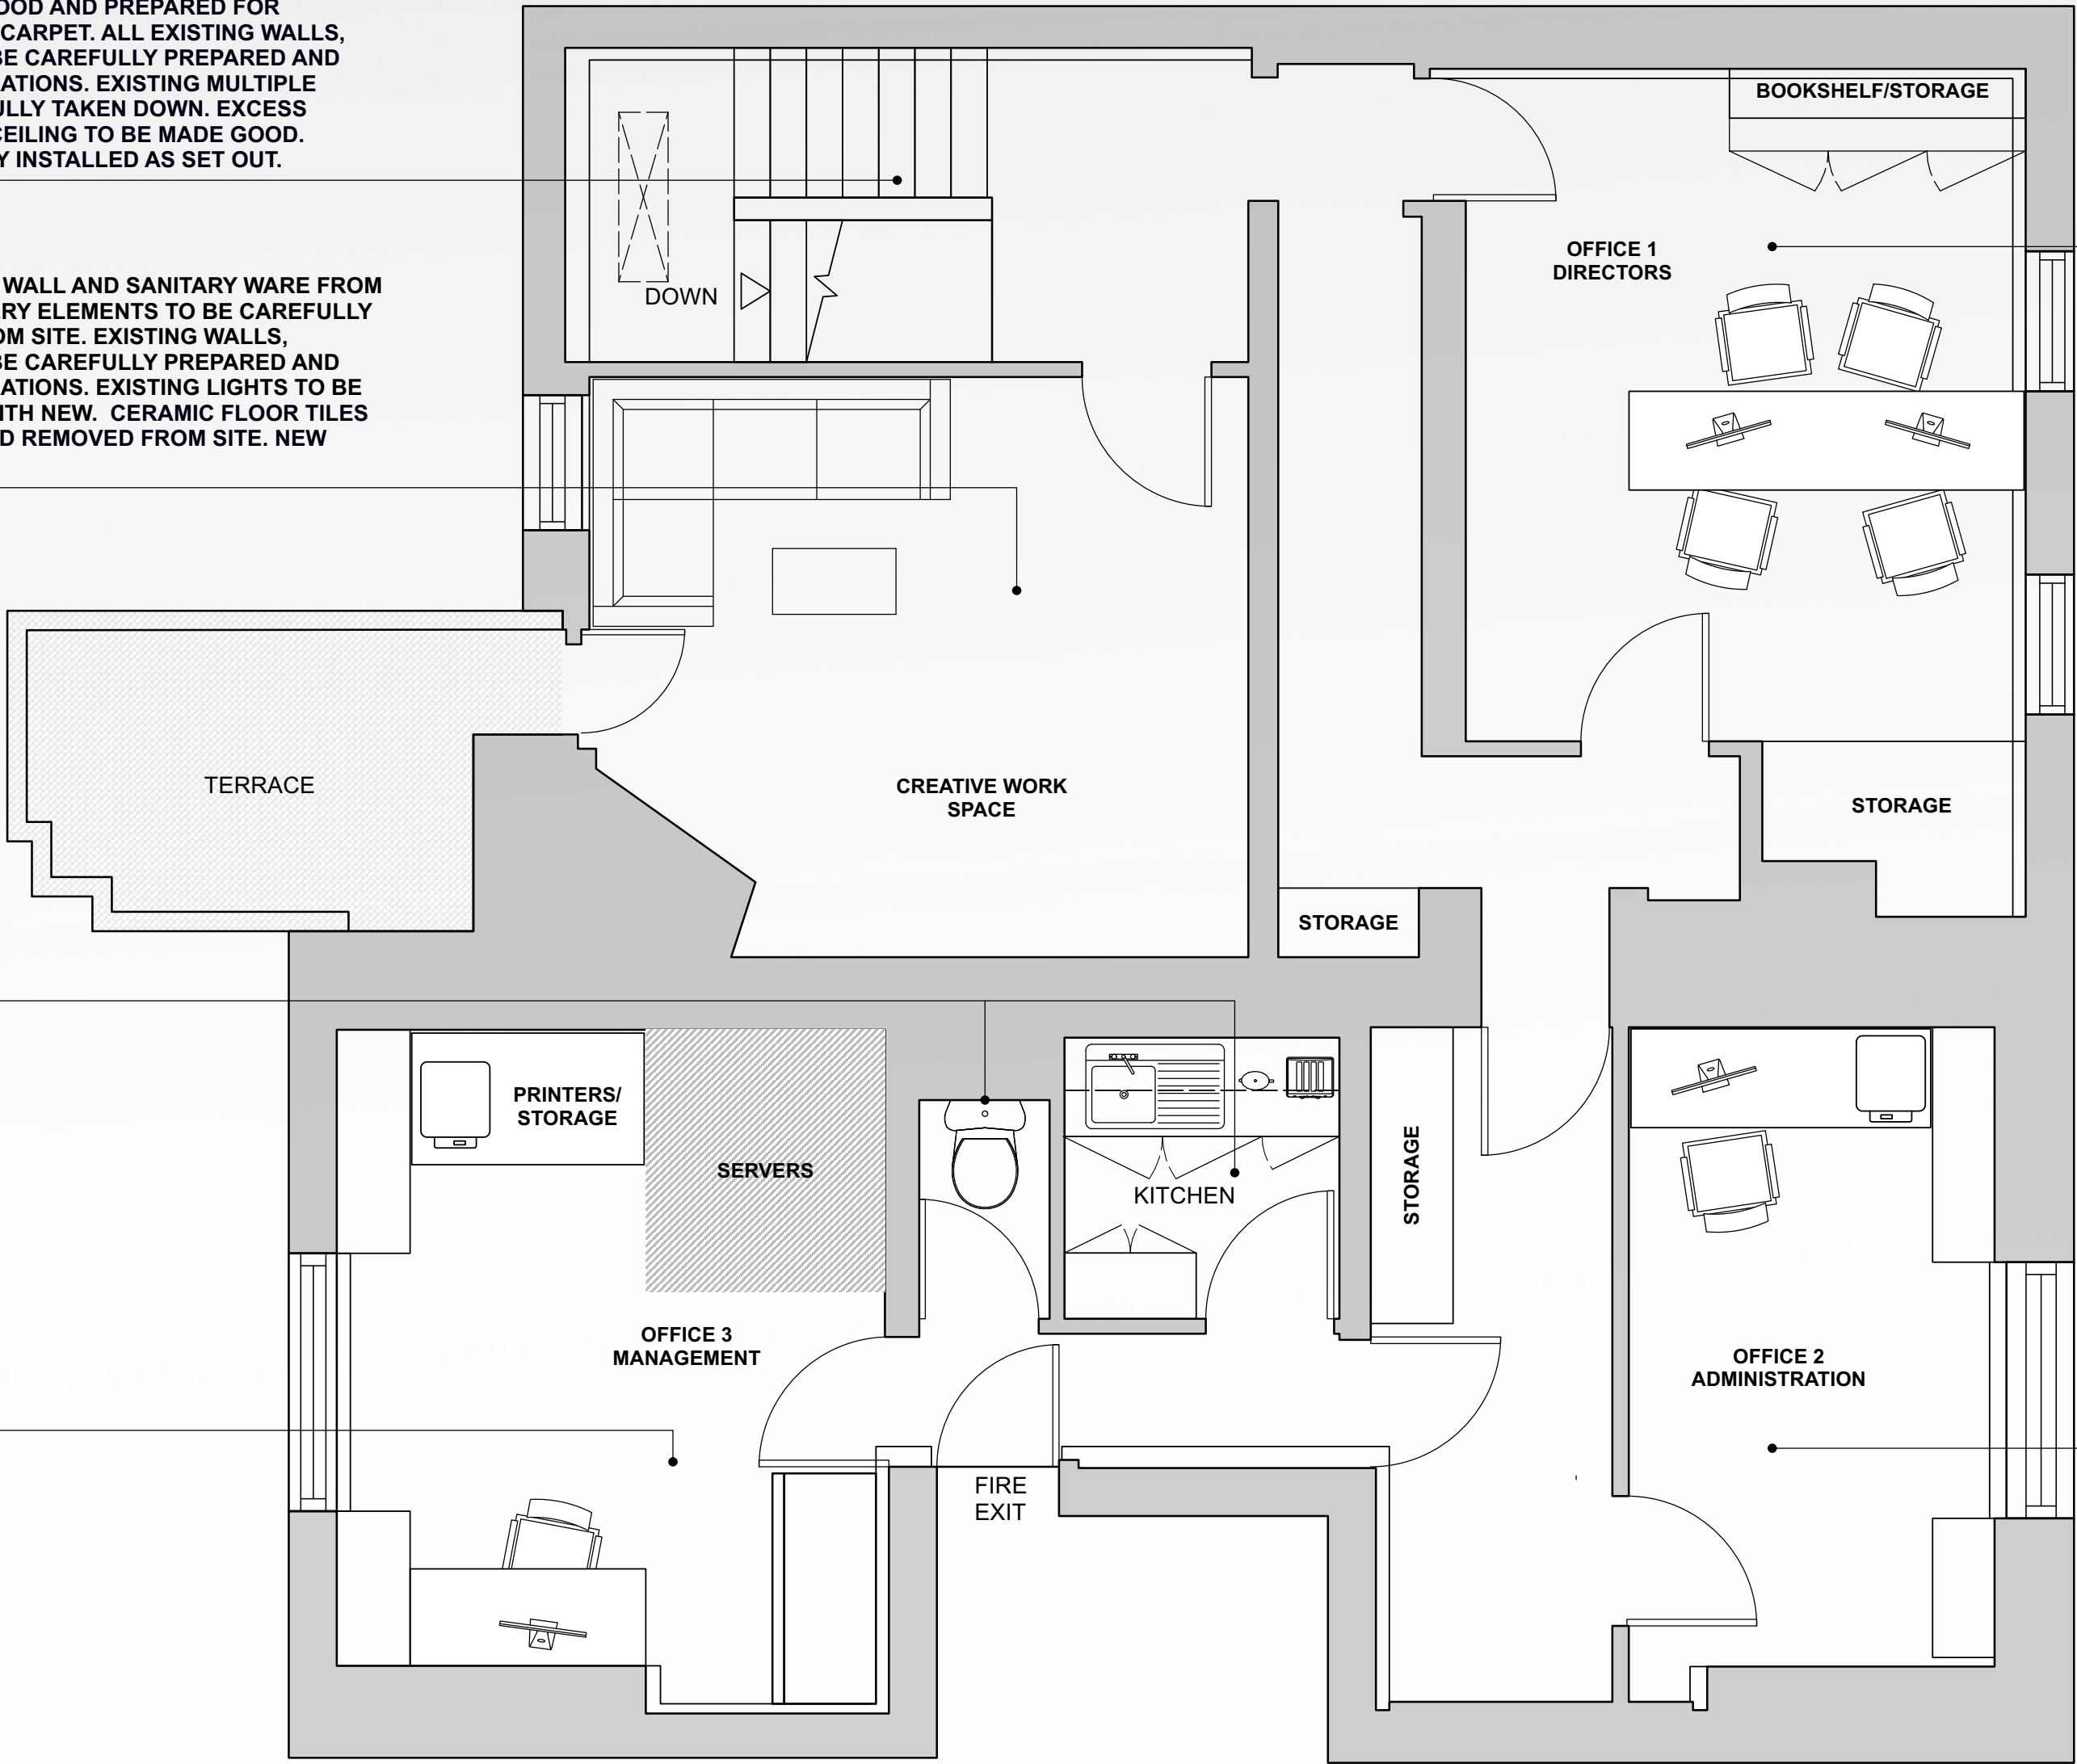 OOD AND PREPARED FOR
CARPET. ALL EXISTING WALLS,
BE CAREFULLY PREPARED AND
ATIONS. EXISTING MULTIPLE
ULLY TAKEN DOWN. EXCESS
CEILING TO BE MADE GOOD.
Y INSTALLED AS SET OUT.
WALL AND SANITARY WARE FROM
ERY ELEMENTS TO BE CAREFULLY
OM SITE. EXISTING WALLS,
BE CAREFULLY PREPARED AND
ATIONS. EXISTING LIGHTS TO BE
ITH NEW. CERAMIC FLOOR TILES
D REMOVED FROM SITE. NEW
DOWN
BOOKSHELF/STORAGE
OFFICE 1
DIRECTORS
TERRACE
CREATIVE WORK
SPACE
STORAGE
STORAGE
PRINTERS/
STORAGE
SERVERS
KITCHEN
STORAGE
OFFICE 3
MANAGEMENT
OFFICE 2
ADMINISTRATION
FIRE
EXIT